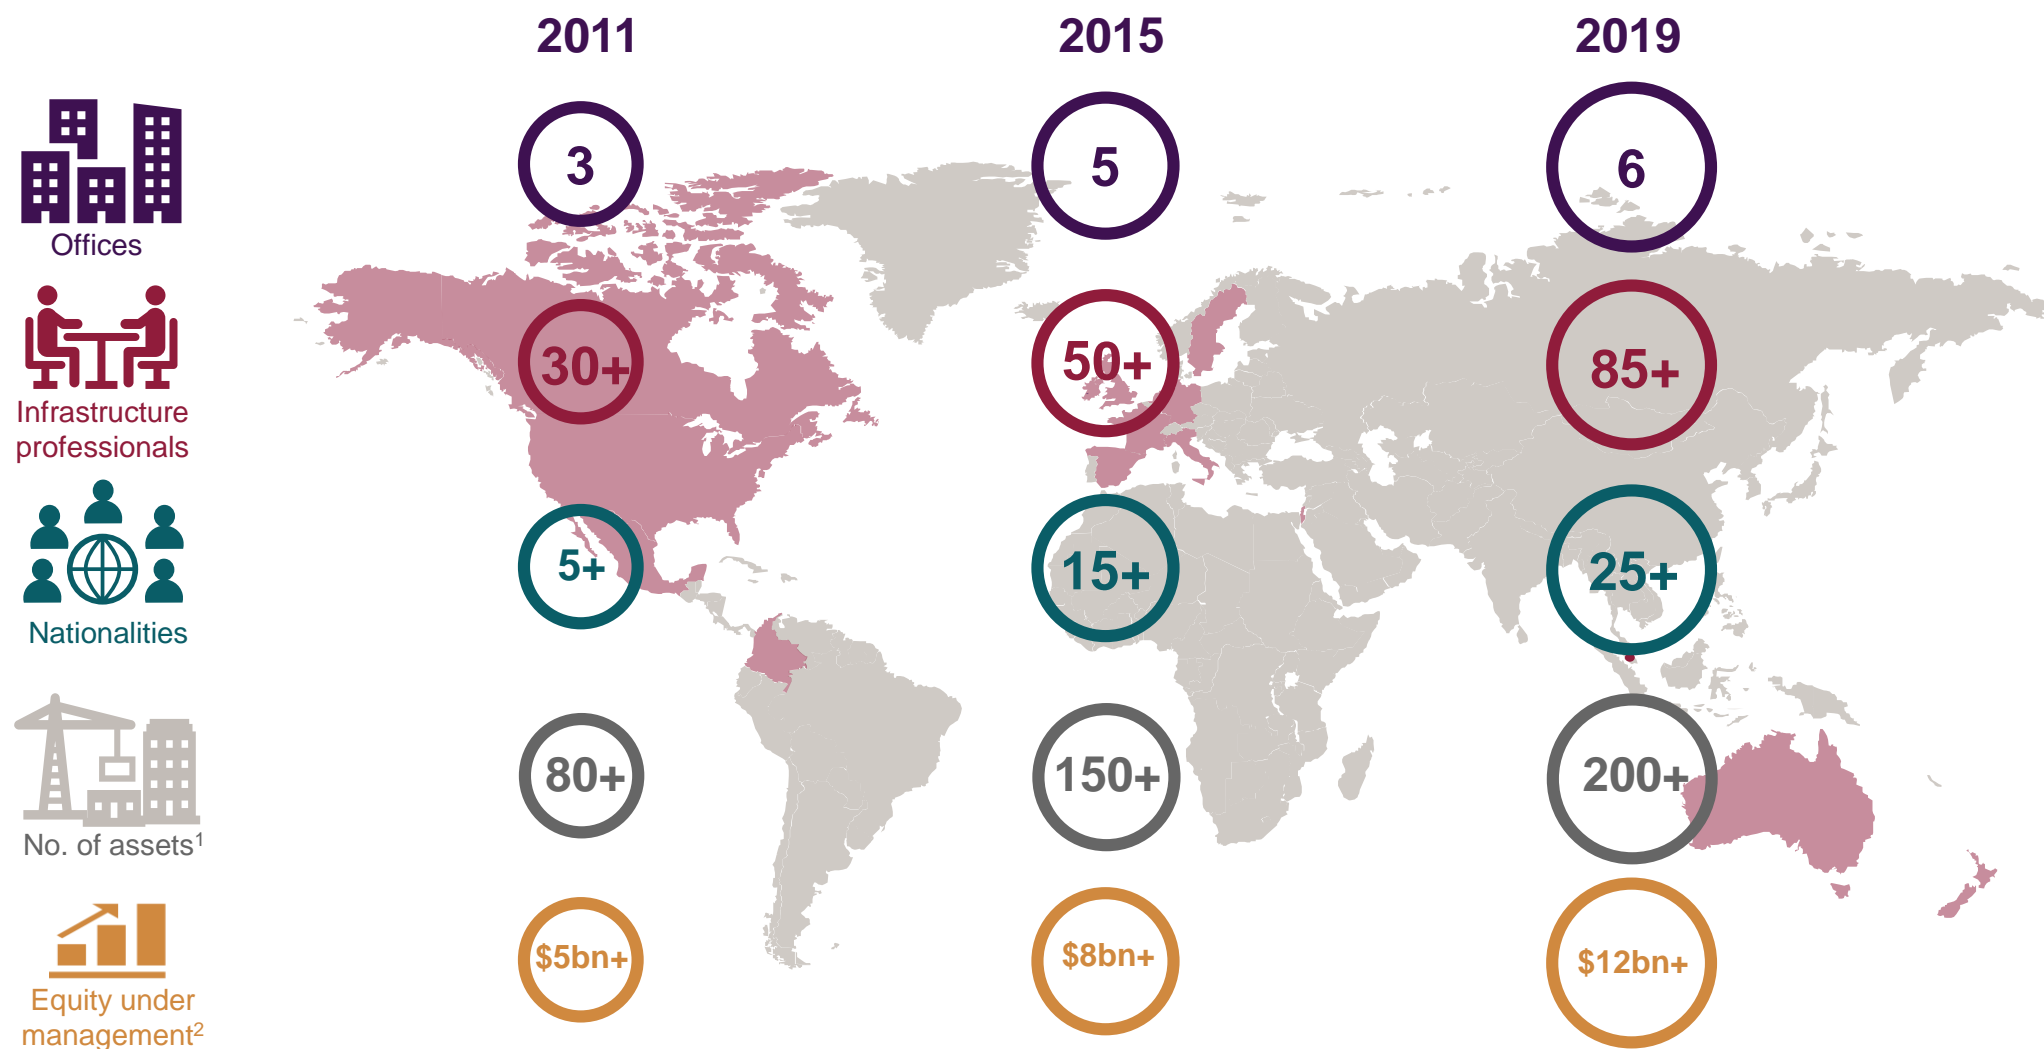 2011 2015 2019
3 5 6
Offices
30+ 50+ 85+
Infrastructure
professionals
5+ 15+ 25+
Nationalities
80+ 150+ 200+
No. of assets¹
$5bn+ $8bn+ $12bn+
Equity under
management²